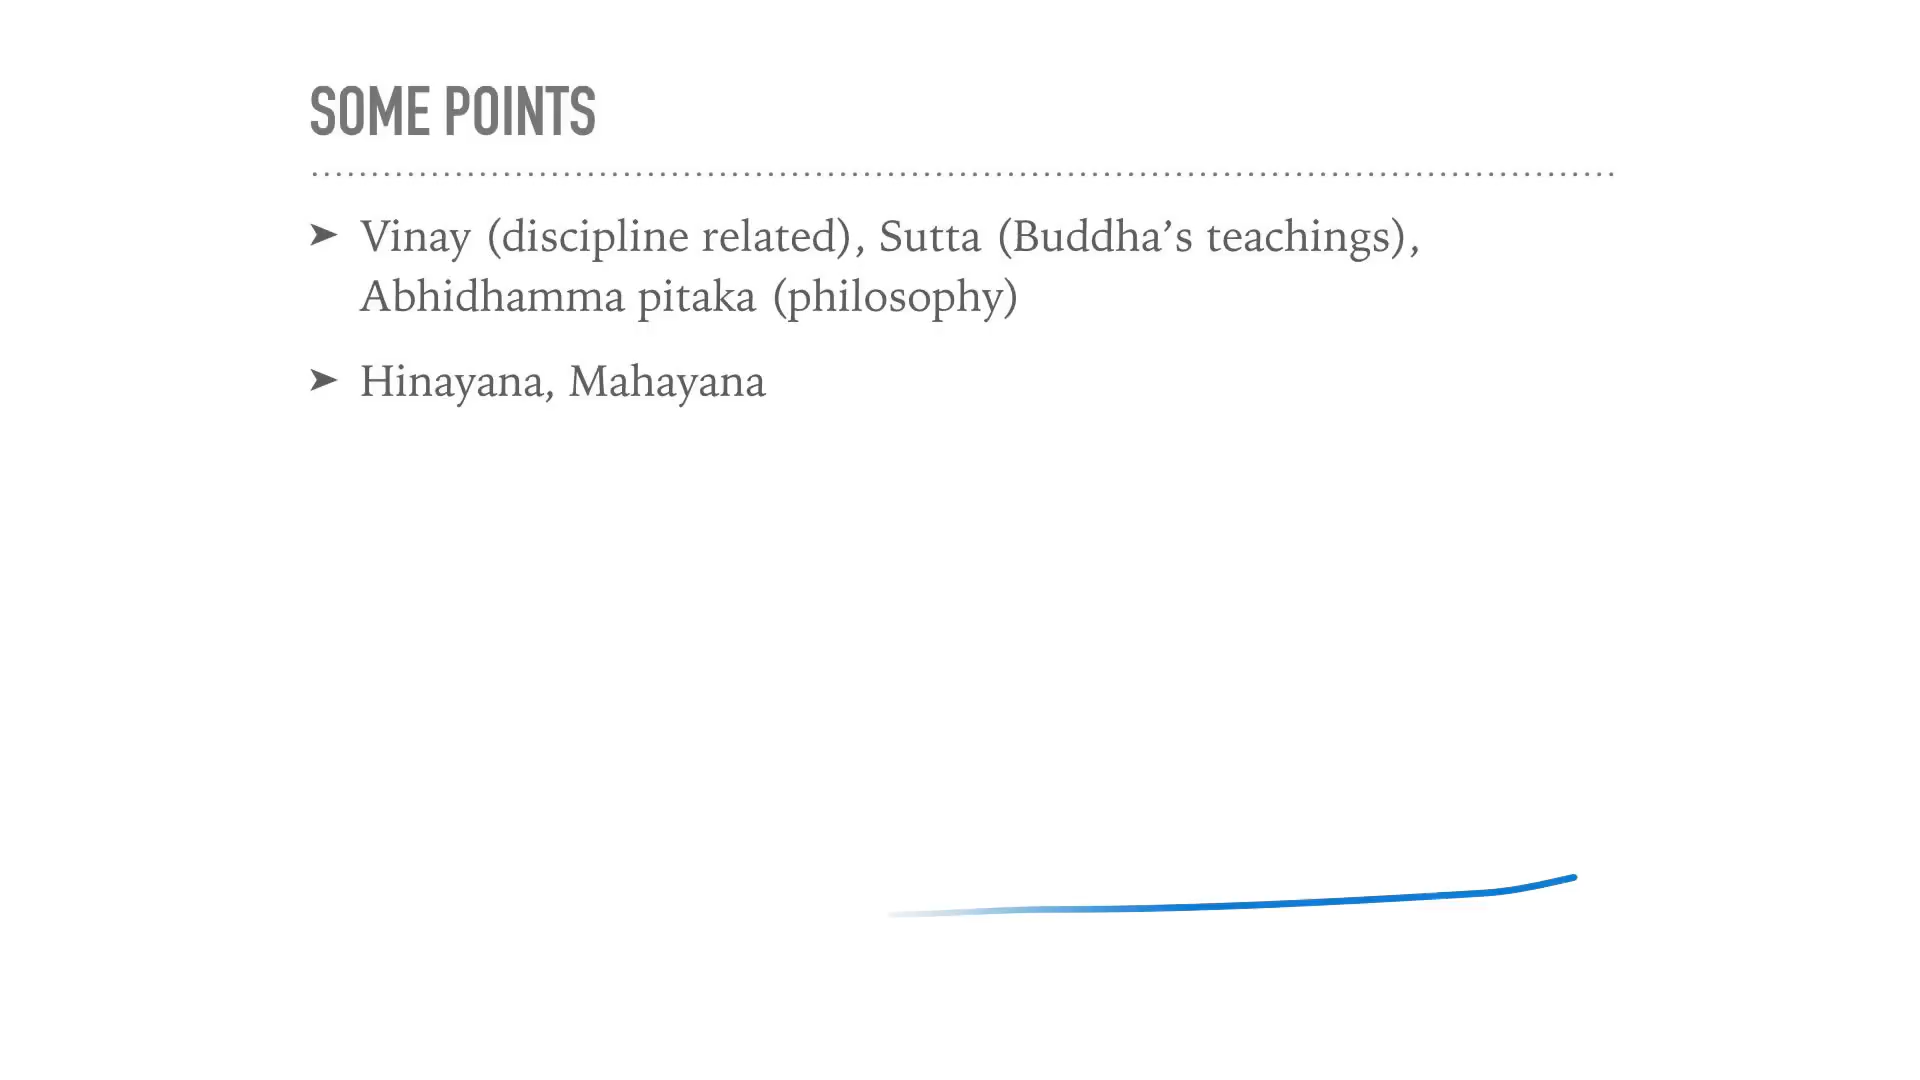 SOME POINTS
➤ Vinay (discipline related), Sutta (Buddha’s teachings),
Abhidhamma pitaka (philosophy)
➤ Hinayana, Mahayana